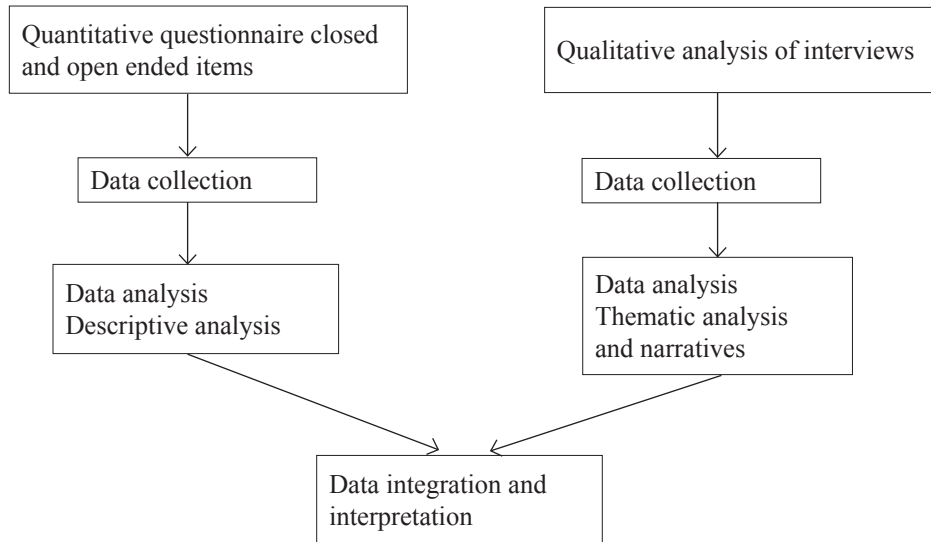 Quantitative questionnaire closed
and open ended items
Qualitative analysis of interviews
Data collection
Data collection
Data analysis
Descriptive analysis
Data analysis
Thematic analysis
and narratives
Data integration and
interpretation